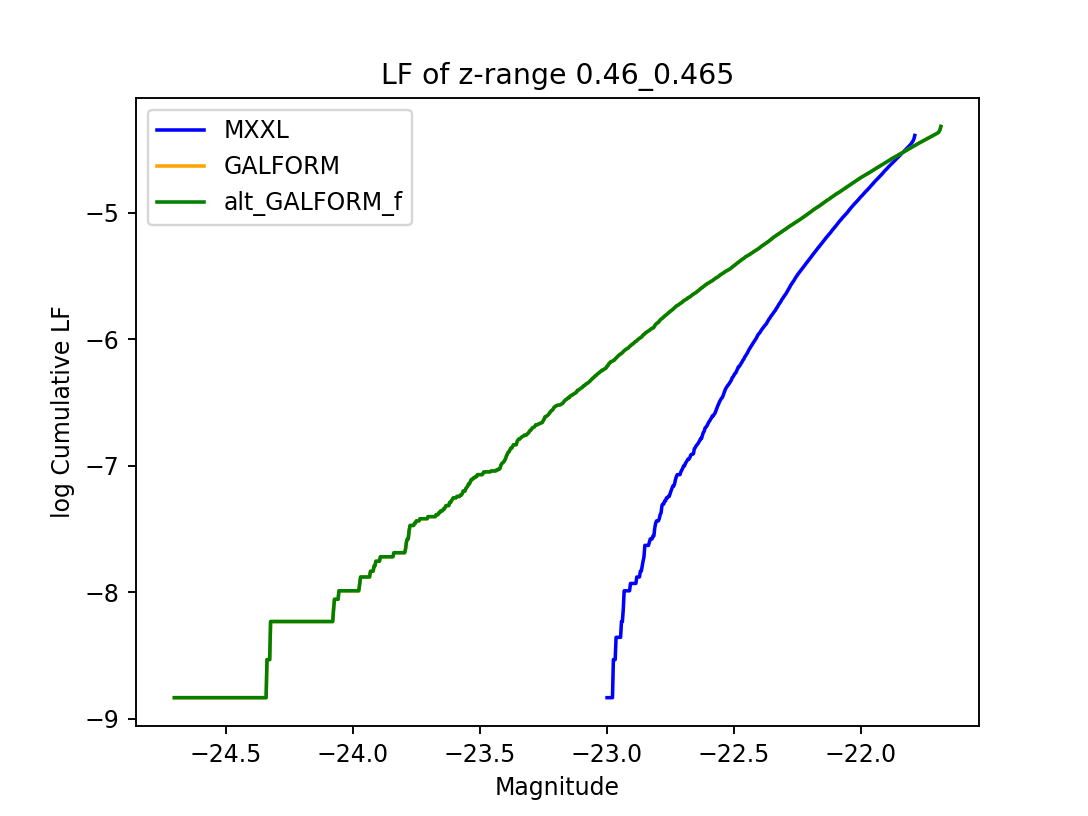 LF of z-range 0.46_0.465
MXXL
GALFORM
alt_GALFORM_f
log Cumulative LF
−5
−6
−7
−8
−9
−24.5
−24.0
−23.5
−23.0
−22.5
−22.0
Magnitude